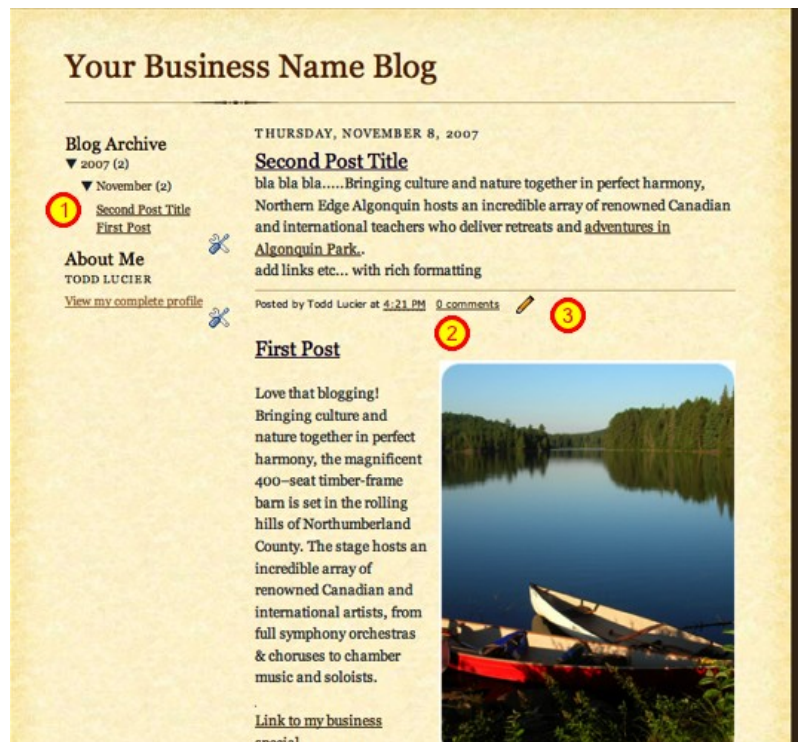 Your Business Name Blog
Blog Archive
▼ 2007 (2)
▼ November (2)
1
Second Post Title
First Post
About Me
TODD LUCIER
View my complete profile
THURSDAY, NOVEMBER 8, 2007
Second Post Title
bla bla bla.....Bringing culture and nature together in perfect harmony,
Northern Edge Algonquin hosts an incredible array of renowned Canadian
and international teachers who deliver retreats and adventures in
Algonquin Park..
add links etc... with rich formatting
Posted by Todd Lucier at 4:21 PM 0 comments
3
2
First Post
Love that blogging!
Bringing culture and
nature together in perfect
harmony, the magnificent
400–seat timber-frame
barn is set in the rolling
hills of Northumberland
County. The stage hosts an
incredible array of
renowned Canadian and
international artists, from
full symphony orchestras
& choruses to chamber
music and soloists.
.
Link to my business
special